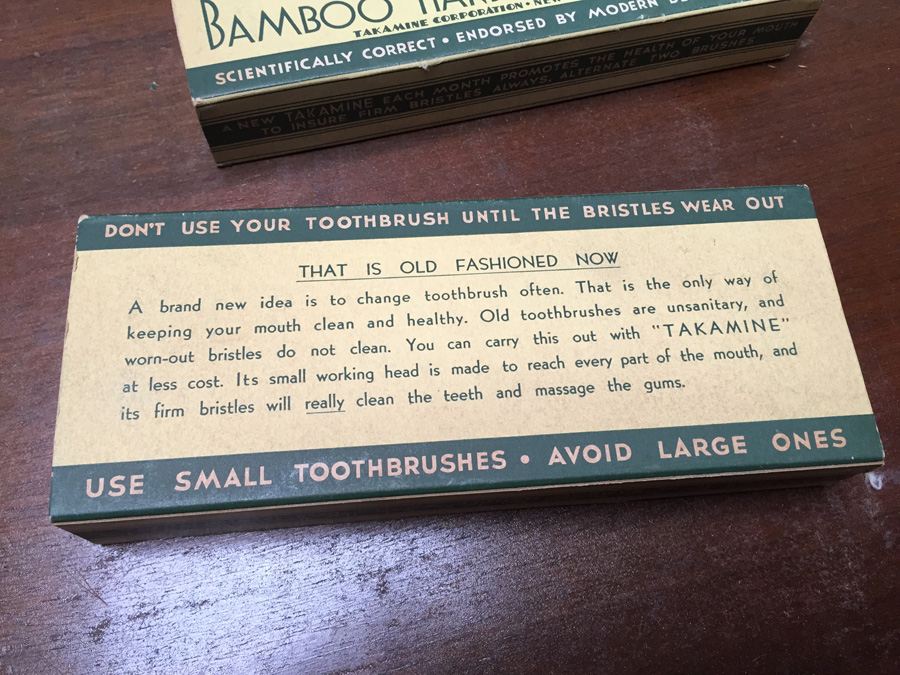 BAMBOO HAN
TAKAMINE CORPORATION • NEW
SCIENTIFICALLY CORRECT • ENDORSED BY MODERN DE
A NEW TAKAMINE EACH MONTH PROMOTES THE HEALTH OF YOUR MOUTH
TO INSURE FIRM BRISTLES ALWAYS, ALTERNATE TWO BRUSHES
DON'T USE YOUR TOOTHBRUSH UNTIL THE BRISTLES WEAR OUT
THAT IS OLD FASHIONED NOW
A brand new idea is to change toothbrush often. That is the only way of
keeping your mouth clean and healthy. Old toothbrushes are unsanitary, and
worn-out bristles do not clean. You can carry this out with "TAKAMINE"
at less cost. Its small working head is made to reach every part of the mouth, and
its firm bristles will really clean the teeth and massage the gums.
USE SMALL TOOTHBRUSHES • AVOID LARGE ONES